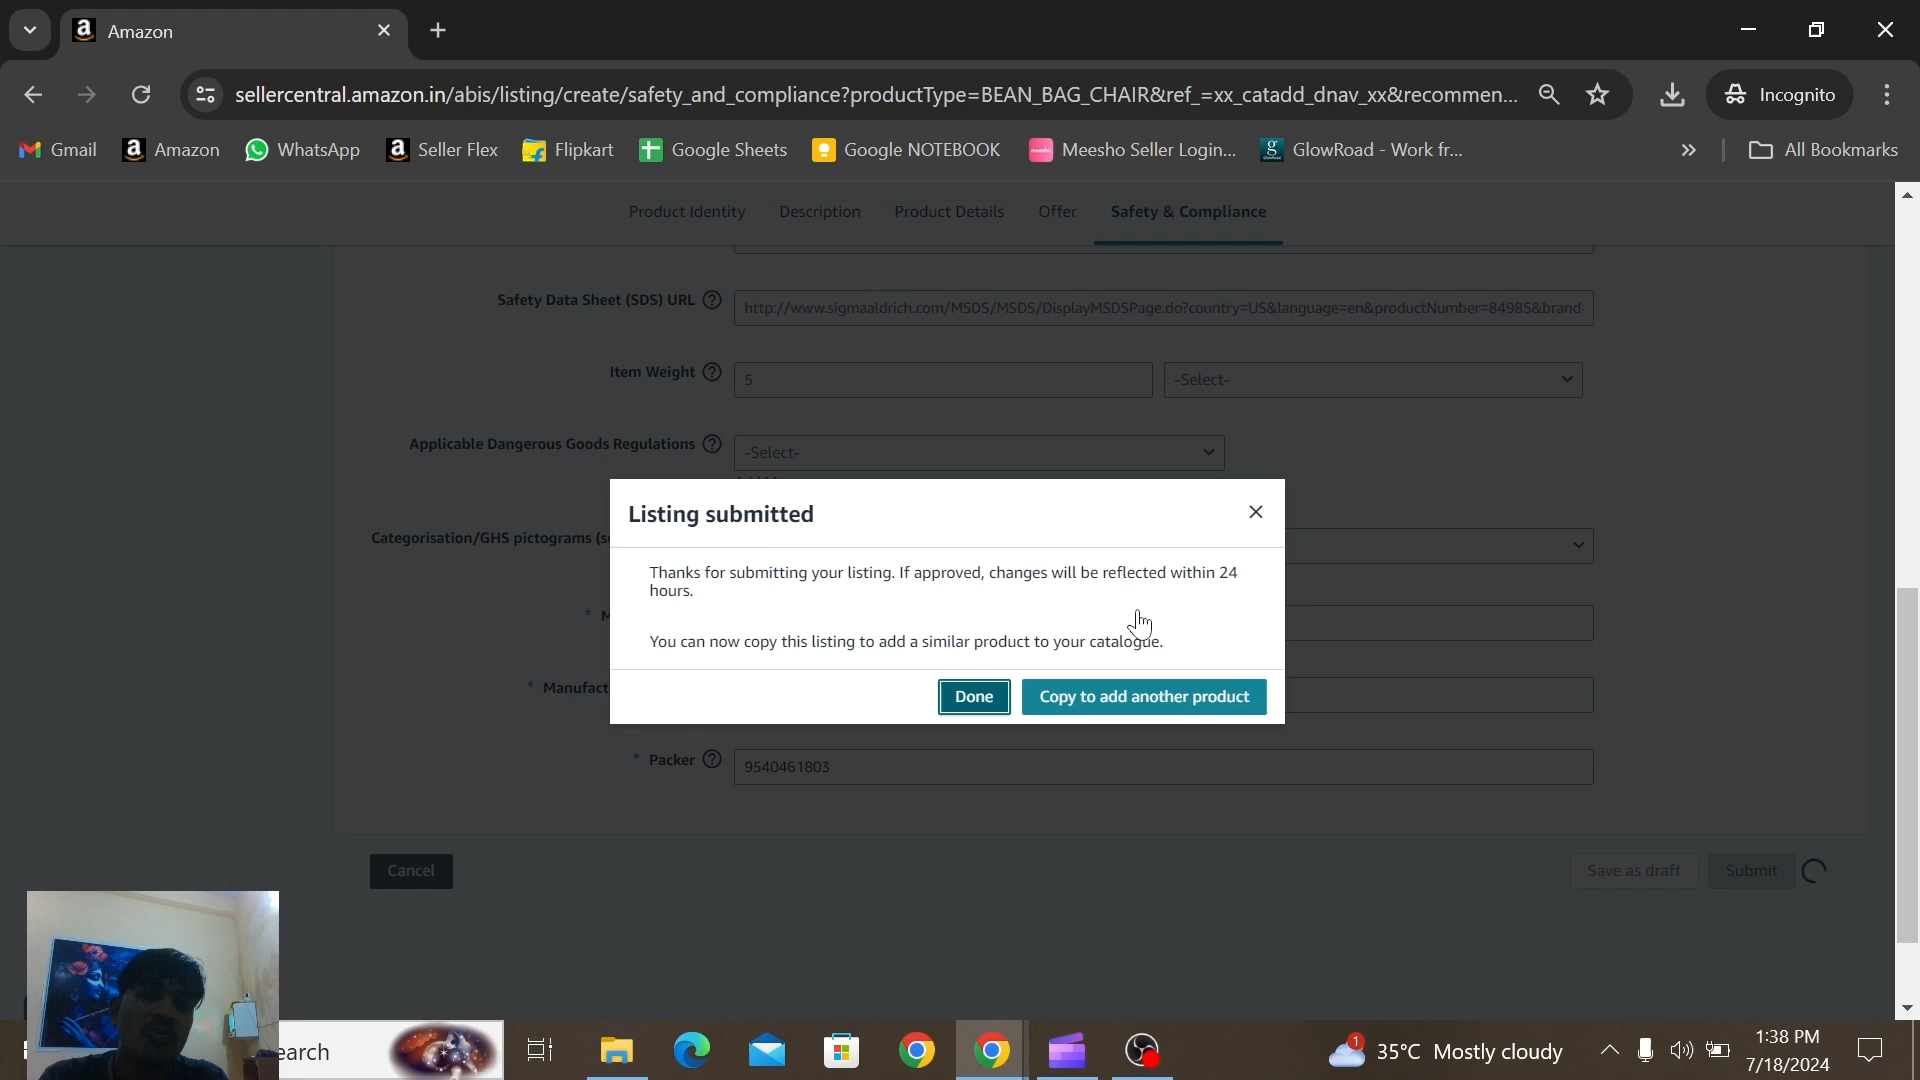 Amazon
sellercentral.amazon.in/abis/listing/create/safety_and_compliance?productType=BEAN_BAG_CHAIR&ref_=xx_catadd_dnav_xx&recommen...
Incognito
Gmail
Amazon
WhatsApp
Seller Flex
Flipkart
Google Sheets
Google NOTEBOOK
Meesho Seller Login...
GlowRoad - Work fr...
All Bookmarks
Product Identity
Description
Product Details
Offer
Safety & Compliance
Safety Data Sheet (SDS) URL
http://www.sigmaaldrich.com/MSDS/MSDS/DisplayMSDSPage.do?country=US&language=en&productNumber=84985&brand=
Item Weight
5
-Select-
Applicable Dangerous Goods Regulations
-Select-
Categorisation/GHS pictograms (s
Listing submitted
Thanks for submitting your listing. If approved, changes will be reflected within 24
hours.
You can now copy this listing to add a similar product to your catalogue.
Done
Copy to add another product
* M
* Manufact
* Packer
9540461803
Cancel
Save as draft
Submit
earch
1
35°C Mostly cloudy
1:38 PM
7/18/2024